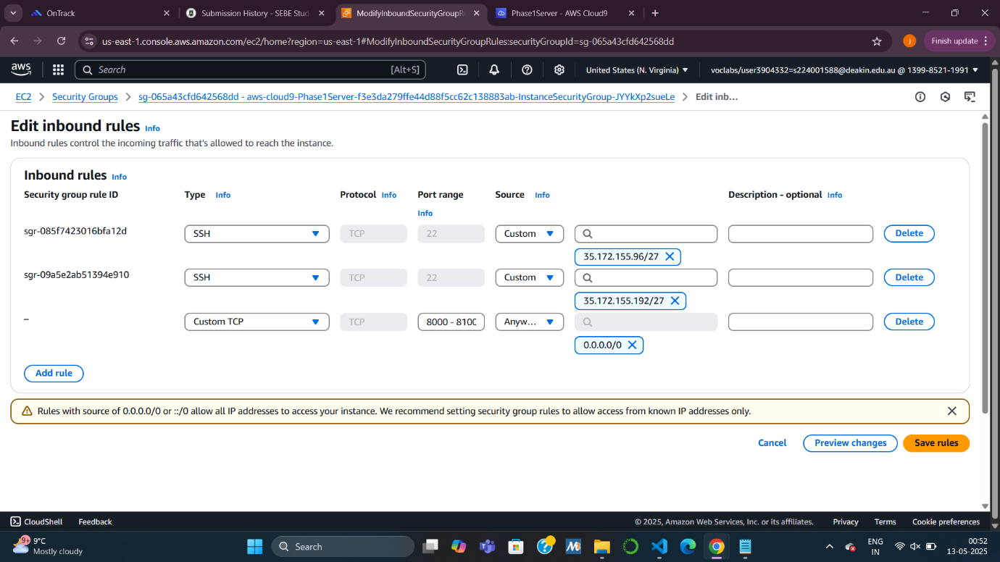 OnTrack
Submission History - SEBE Stud
ModifyInboundSecurityGroupR
Phase1Server - AWS Cloud9
us-east-1.console.aws.amazon.com/ec2/home?region=us-east-1#ModifyInboundSecurityGroupRules:securityGroupId=sg-065a43cfd642568dd
j
Finish update
aws
Search [Alt+S]
United States (N. Virginia)
voclabs/user3904332=s224001588@deakin.edu.au @ 1399-8521-1991
EC2 > Security Groups > sg-065a43cfd642568dd - aws-cloud9-Phase1Server-f3e3da279ffe44d88f5cc62c138883ab-InstanceSecurityGroup-JYYkXp2sueLe > Edit inb...
Edit inbound rules Info
Inbound rules control the incoming traffic that's allowed to reach the instance.
Inbound rules Info
Security group rule ID Type Info Protocol Info Port range Source Info Description - optional Info
Info
sgr-085f7423016bfa12d SSH TCP 22 Custom Delete
35.172.155.96/27
sgr-09a5e2ab51394e910 SSH TCP 22 Custom Delete
35.172.155.192/27
– Custom TCP TCP 8000 - 8100 Anyw... Delete
0.0.0.0/0
Add rule
Rules with source of 0.0.0.0/0 or ::/0 allow all IP addresses to access your instance. We recommend setting security group rules to allow access from known IP addresses only.
Cancel Preview changes Save rules
CloudShell Feedback © 2025, Amazon Web Services, Inc. or its affiliates. Privacy Terms Cookie preferences
9+
9°C
Mostly cloudy
Search
ENG
IN
00:52
13-05-2025